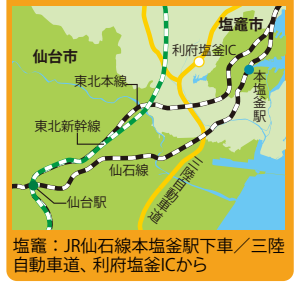 塩竈市
仙台市
利府塩釜IC
東北本線
本塩釜駅
東北新幹線
仙石線
三陸自動車道
仙台駅
塩竈：JR仙石線本塩釜駅下車／三陸
自動車道、利府塩釜ICから